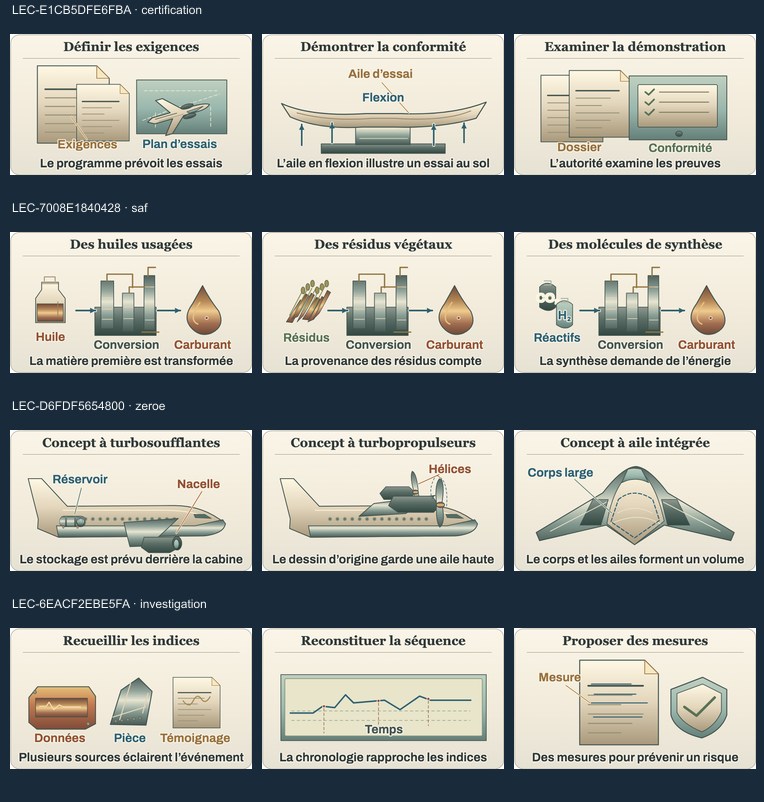 LEC-E1CB5DFE6FBA · certification
Définir les exigences
Exigences
Plan d’essais
Le programme prévoit les essais
Démontrer la conformité
Aile d’essai
Flexion
L’aile en flexion illustre un essai au sol
Examiner la démonstration
Dossier
Conformité
L’autorité examine les preuves
LEC-7008E1840428 · saf
Des huiles usagées
Huile
Conversion
Carburant
La matière première est transformée
Des résidus végétaux
Résidus
Conversion
Carburant
La provenance des résidus compte
Des molécules de synthèse
H₂
Réactifs
Conversion
Carburant
La synthèse demande de l’énergie
LEC-D6FDF5654800 · zeroe
Concept à turbosoufflantes
Réservoir
Nacelle
Le stockage est prévu derrière la cabine
Concept à turbopropulseurs
Hélices
Le dessin d’origine garde une aile haute
Concept à aile intégrée
Corps large
Le corps et les ailes forment un volume
LEC-6EACF2EBE5FA · investigation
Recueillir les indices
Données
Pièce
Témoignage
Plusieurs sources éclairent l’événement
Reconstituer la séquence
Temps
La chronologie rapproche les indices
Proposer des mesures
Mesure
Des mesures pour prévenir un risque